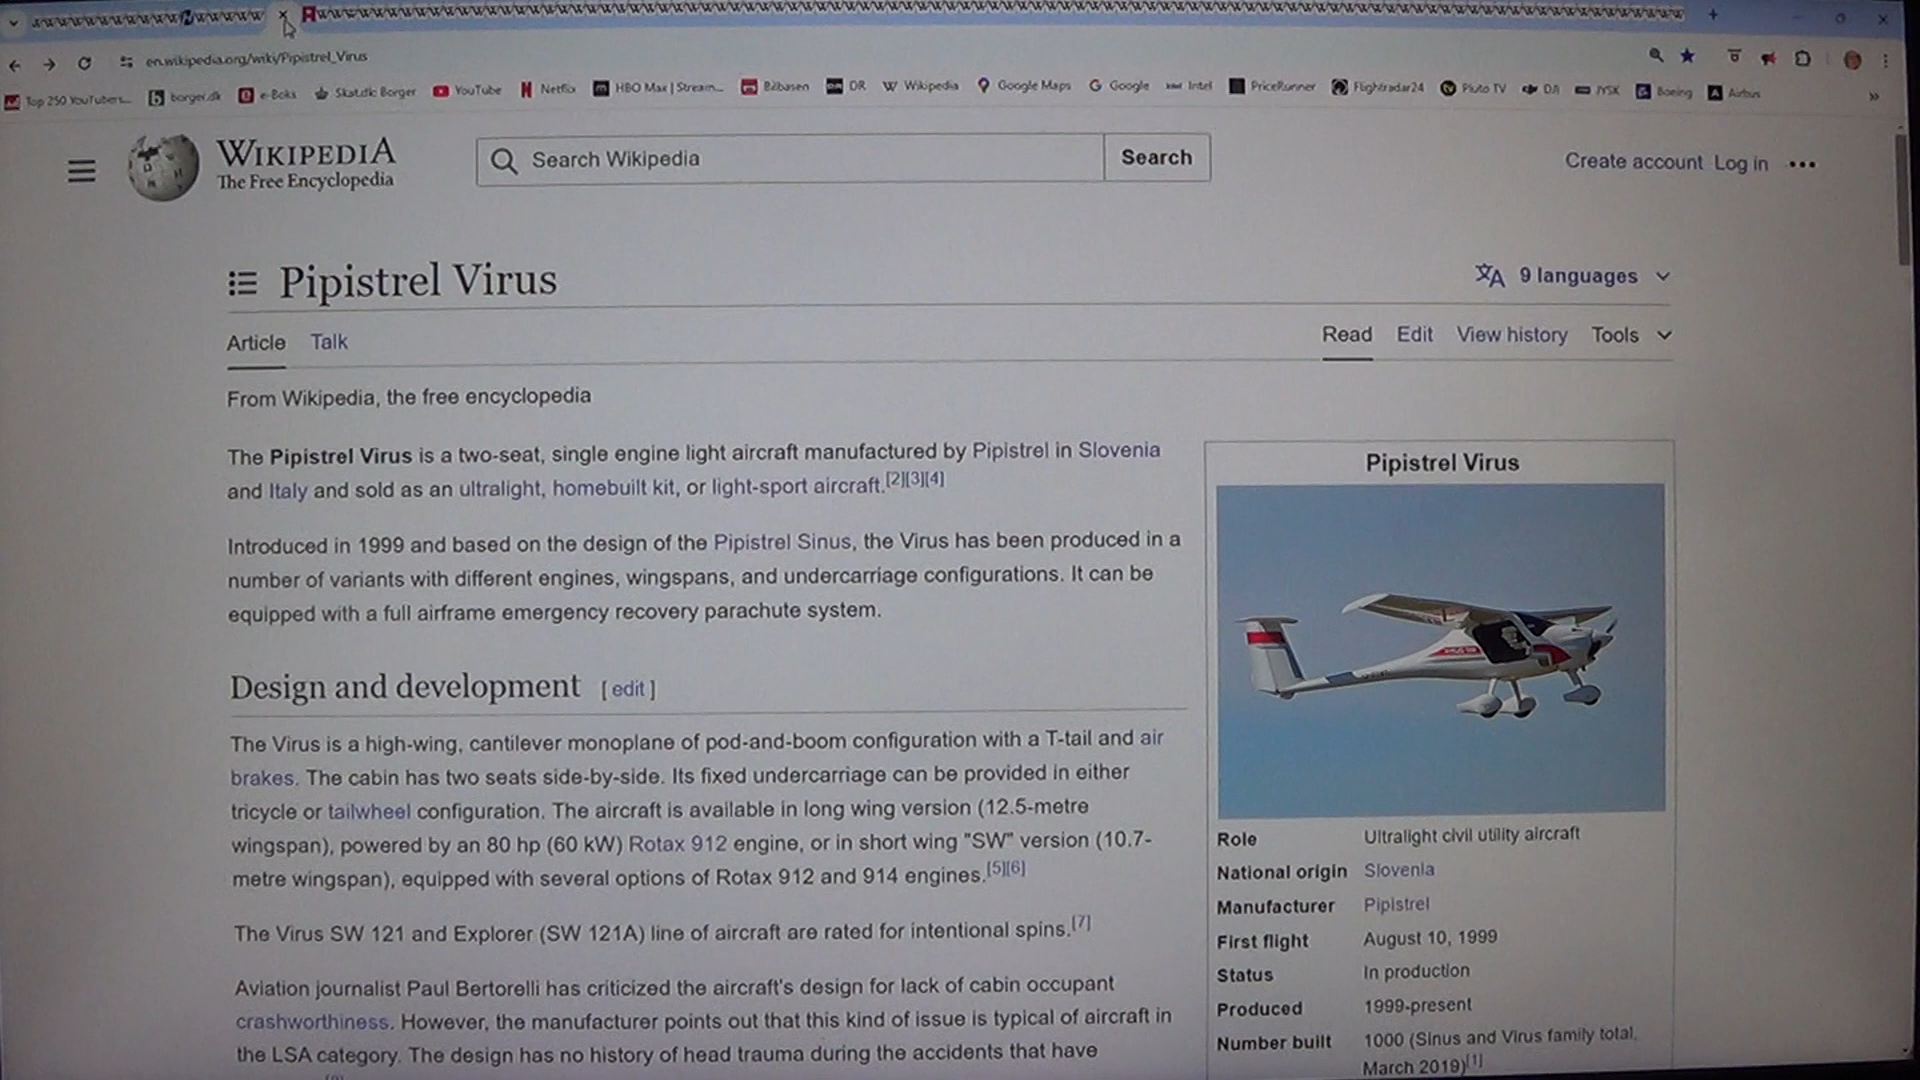 en.wikipedia.org/wiki/Pipistrel_Virus
Top 250 YouTubers... borger.dk e-Boks Skat.dk: Borger YouTube Netflix HBO Max | Stream... Bilbasen DR Wikipedia Google Maps Google Intel PriceRunner Flightradar24 Pluto TV DJI JYSK Boeing Airbus
WIKIPEDIA
The Free Encyclopedia
Search Wikipedia
Search
Create account Log in
Pipistrel Virus
9 languages
Article Talk
Read Edit View history Tools
From Wikipedia, the free encyclopedia
The Pipistrel Virus is a two-seat, single engine light aircraft manufactured by Pipistrel in Slovenia
and Italy and sold as an ultralight, homebuilt kit, or light-sport aircraft.[2][3][4]
Introduced in 1999 and based on the design of the Pipistrel Sinus, the Virus has been produced in a
number of variants with different engines, wingspans, and undercarriage configurations. It can be
equipped with a full airframe emergency recovery parachute system.
Design and development [ edit ]
The Virus is a high-wing, cantilever monoplane of pod-and-boom configuration with a T-tail and air
brakes. The cabin has two seats side-by-side. Its fixed undercarriage can be provided in either
tricycle or tailwheel configuration. The aircraft is available in long wing version (12.5-metre
wingspan), powered by an 80 hp (60 kW) Rotax 912 engine, or in short wing "SW" version (10.7-
metre wingspan), equipped with several options of Rotax 912 and 914 engines.[5][6]
The Virus SW 121 and Explorer (SW 121A) line of aircraft are rated for intentional spins.[7]
Aviation journalist Paul Bertorelli has criticized the aircraft's design for lack of cabin occupant
crashworthiness. However, the manufacturer points out that this kind of issue is typical of aircraft in
the LSA category. The design has no history of head trauma during the accidents that have
Pipistrel Virus
Role Ultralight civil utility aircraft
National origin Slovenia
Manufacturer Pipistrel
First flight August 10, 1999
Status In production
Produced 1999-present
Number built 1000 (Sinus and Virus family total,
March 2019)[1]